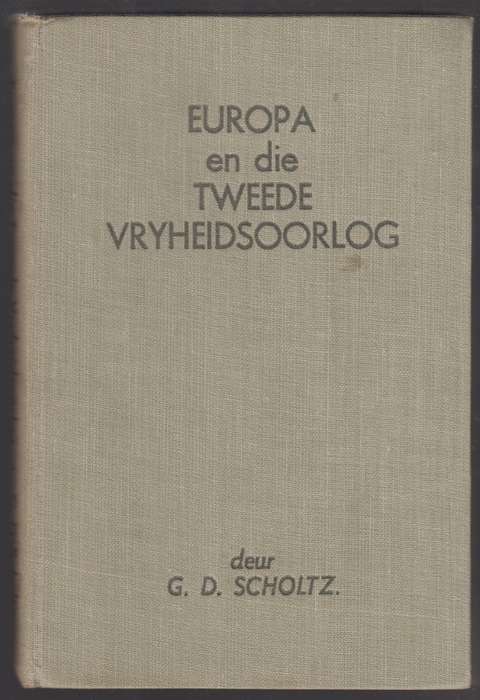 EUROPA
en die
TWEEDE
VRYHEIDSOORLOG
deur
G. D. SCHOLTZ.